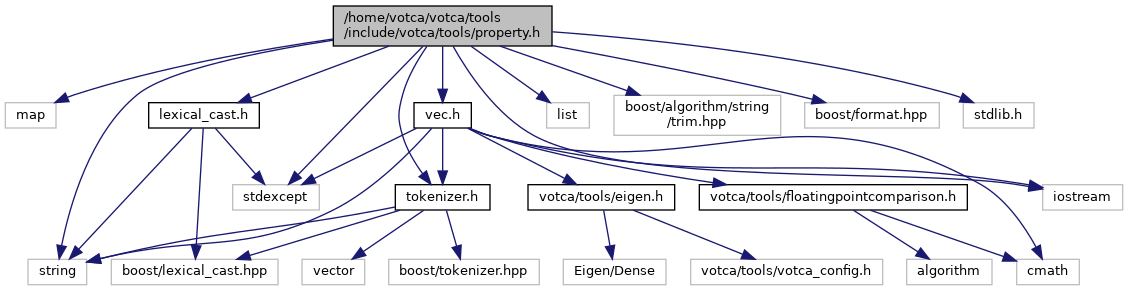 /home/votca/votca/tools
/include/votca/tools/property.h
map
lexical_cast.h
vec.h
list
boost/algorithm/string
/trim.hpp
boost/format.hpp
stdlib.h
stdexcept
tokenizer.h
votca/tools/eigen.h
votca/tools/floatingpointcomparison.h
iostream
string
boost/lexical_cast.hpp
vector
boost/tokenizer.hpp
Eigen/Dense
votca/tools/votca_config.h
algorithm
cmath